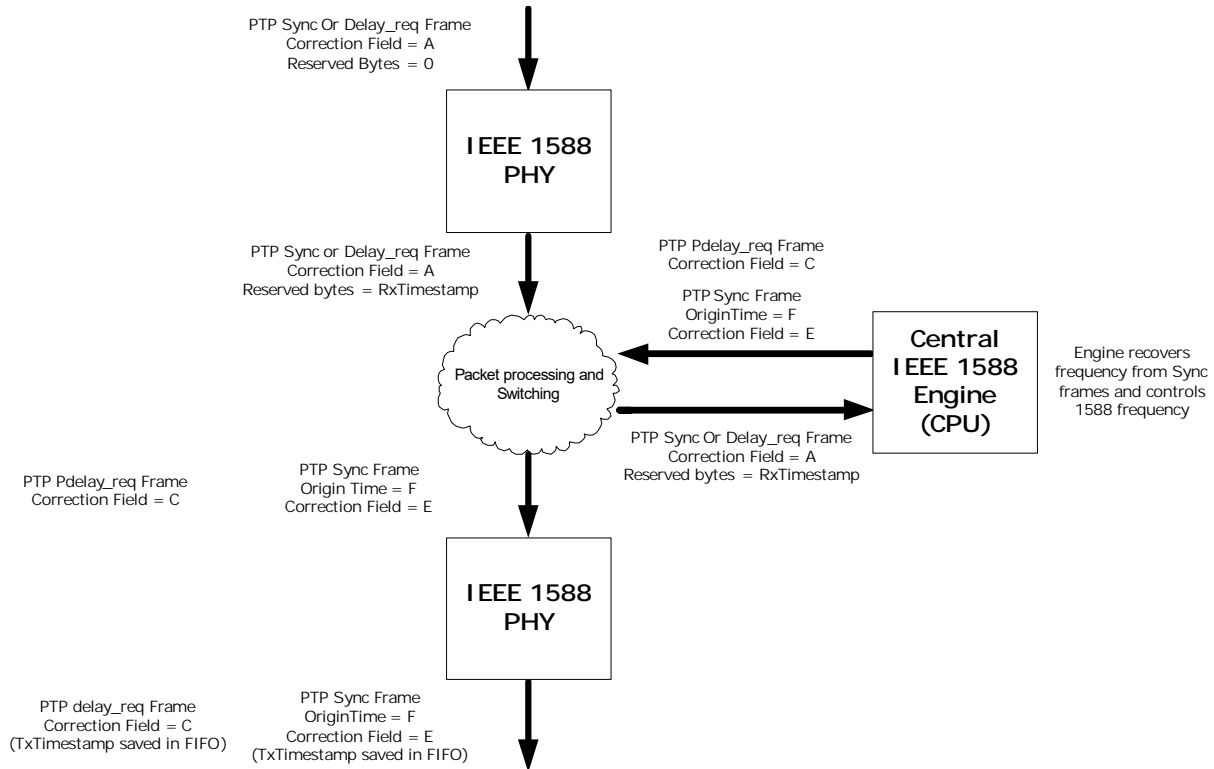 PTP Sync Or Delay_req Frame
Correction Field = A
Reserved Bytes = 0
IEEE 1588
PHY
PTP Sync or Delay_req Frame
Correction Field = A
Reserved bytes = RxTimestamp
PTP Pdelay_req Frame
Correction Field = C
PTP Sync Frame
OriginTime = F
Correction Field = E
Central
IEEE 1588
Engine
(CPU)
Engine recovers
frequency from Sync
frames and controls
1588 frequency
Packet processing and
Switching
PTP Sync Or Delay_req Frame
Correction Field = A
Reserved bytes = RxTimestamp
PTP Pdelay_req Frame
Correction Field = C
PTP Sync Frame
Origin Time = F
Correction Field = E
IEEE 1588
PHY
PTP delay_req Frame
Correction Field = C
(TxTimestamp saved in FIFO)
PTP Sync Frame
OriginTime = F
Correction Field = E
(TxTimestamp saved in FIFO)